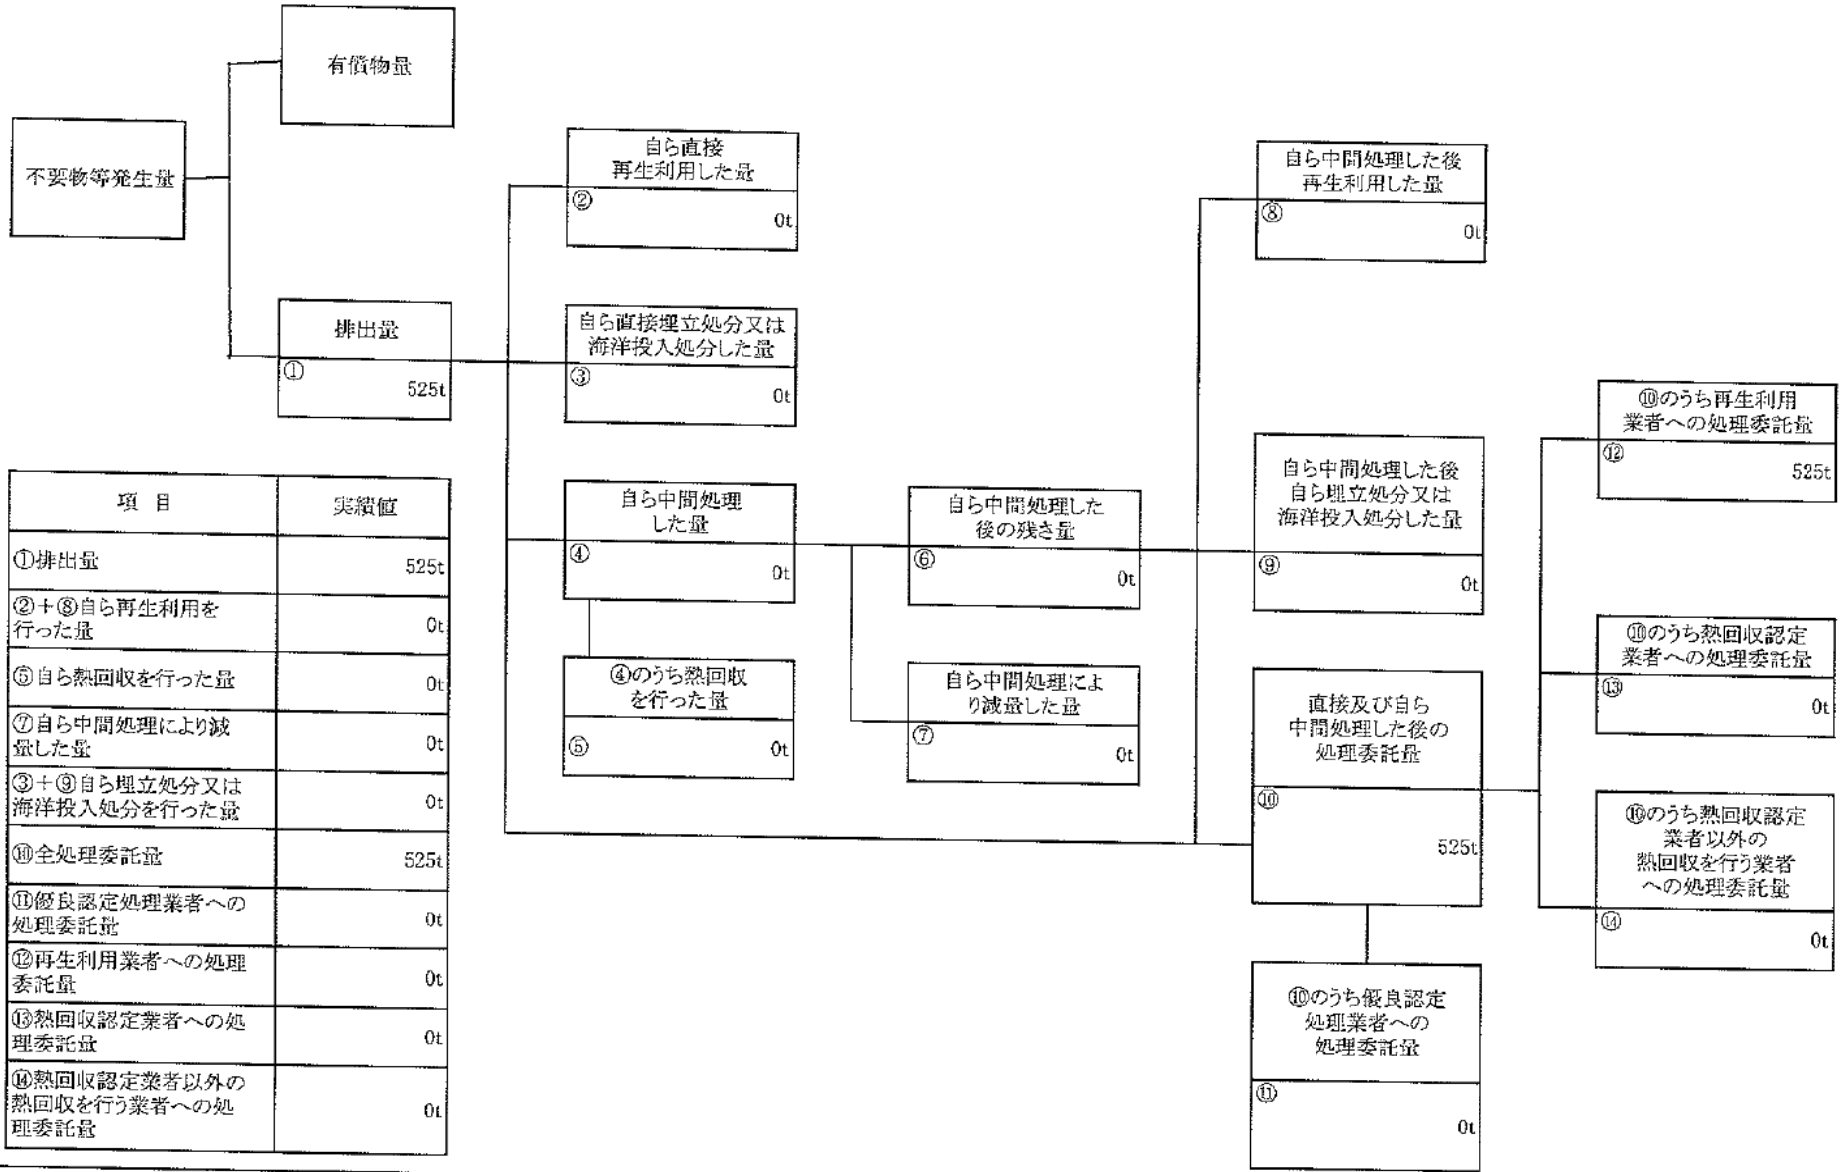 有償物量
不要物等発生量
排出量
①
525t
自ら直接
再生利用した量
②
0t
自ら直接埋立処分又は
海洋投入処分した量
③
0t
自ら中間処理
した量
④
0t
④のうち熱回収
を行った量
⑤
0t
自ら中間処理した
後の残さ量
⑥
0t
自ら中間処理によ
り減量した量
⑦
0t
自ら中間処理した後
再生利用した量
⑧
0t
自ら中間処理した後
自ら埋立処分又は
海洋投入処分した量
⑨
0t
直接及び自ら
中間処理した後の
処理委託量
⑩
525t
⑩のうち優良認定
処理業者への
処理委託量
⑪
0t
⑩のうち再生利用
業者への処理委託量
⑫
525t
⑩のうち熱回収認定
業者への処理委託量
⑬
0t
⑩のうち熱回収認定
業者以外の
熱回収を行う業者
への処理委託量
⑭
0t
項 目 実績値
①排出量 525t
②+⑧自ら再生利用を
行った量 0t
⑤自ら熱回収を行った量 0t
⑦自ら中間処理により減
量した量 0t
③+⑨自ら埋立処分又は
海洋投入処分を行った量 0t
⑩全処理委託量 525t
⑪優良認定処理業者への
処理委託量 0t
⑫再生利用業者への処理
委託量 0t
⑬熱回収認定業者への処
理委託量 0t
⑭熱回収認定業者以外の
熱回収を行う業者への処
理委託量 0t